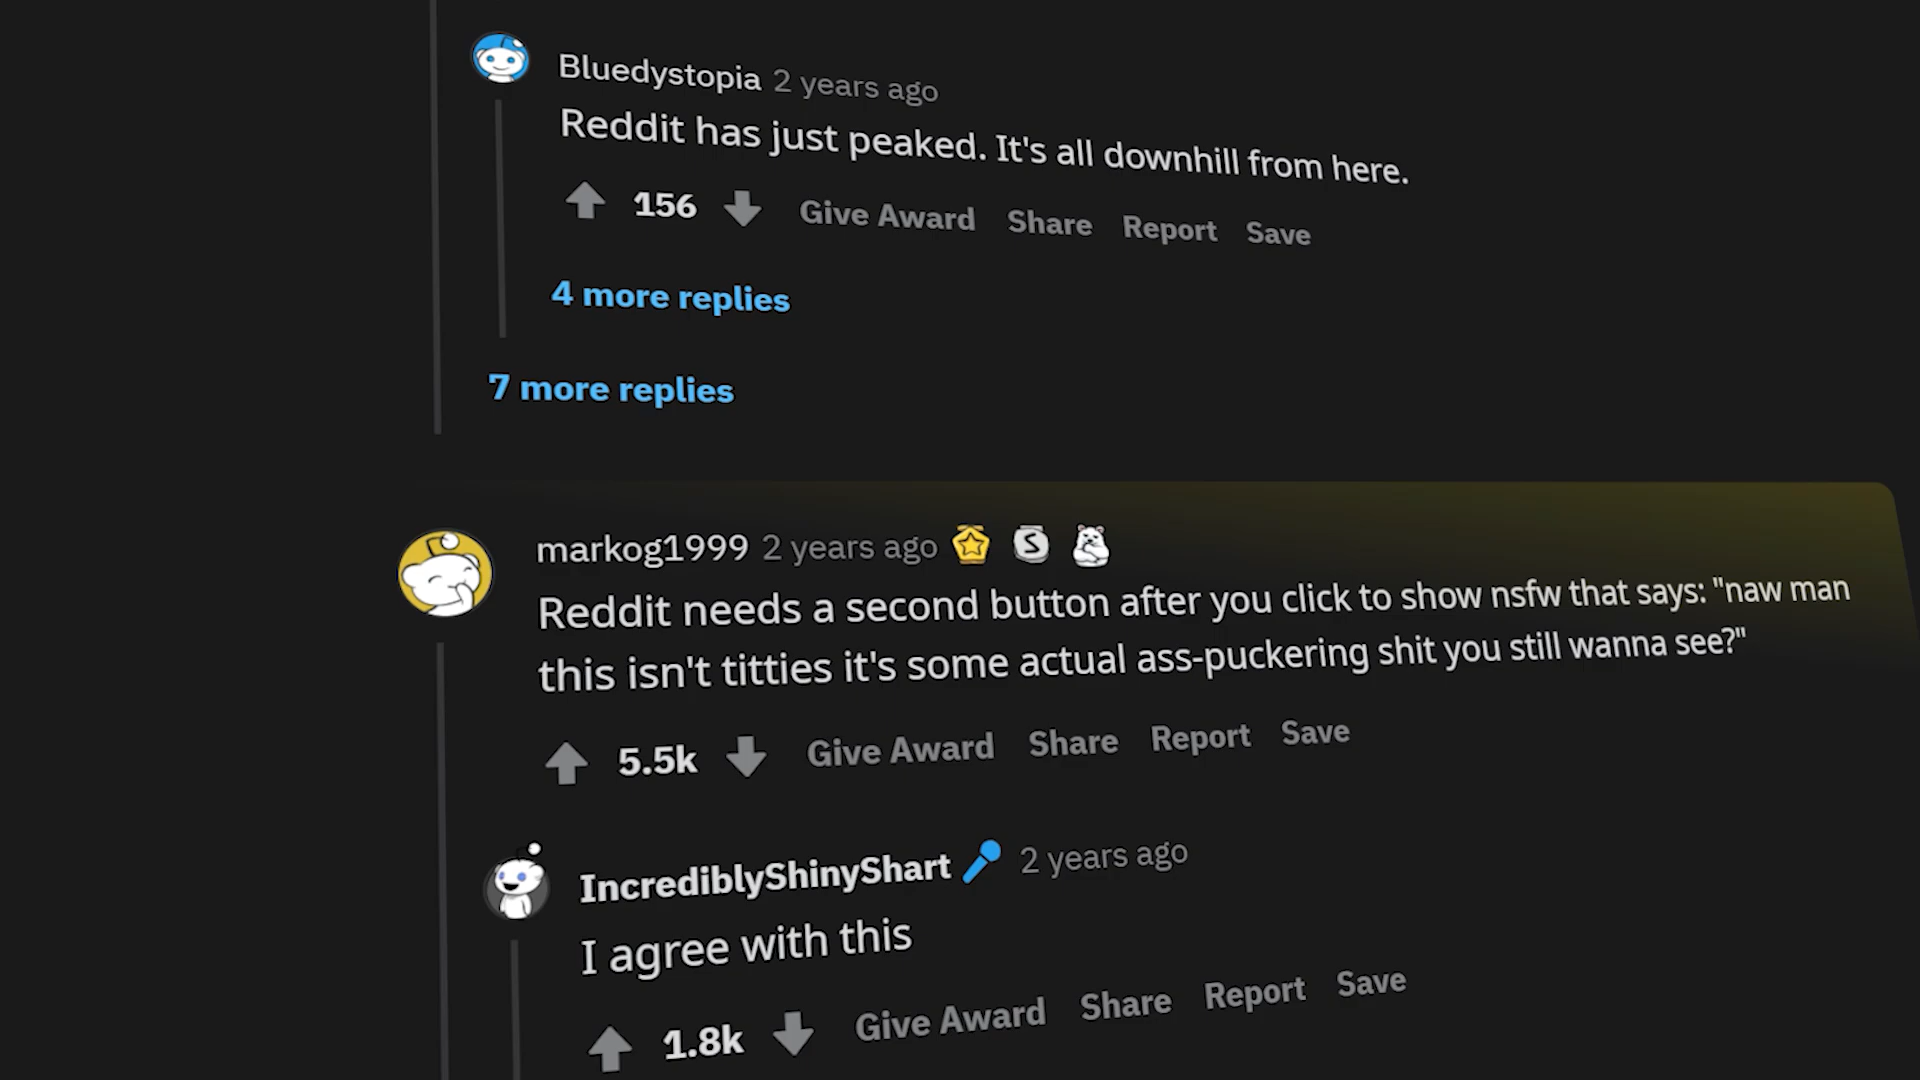 Bluedystopia 2 years ago
Reddit has just peaked. It's all downhill from here.
156 Give Award Share Report Save
4 more replies
7 more replies
markog1999 2 years ago
Reddit needs a second button after you click to show nsfw that says: "naw man
this isn't titties it's some actual ass-puckering shit you still wanna see?"
5.5k Give Award Share Report Save
IncrediblyShinyShart 2 years ago
I agree with this
1.8k Give Award Share Report Save